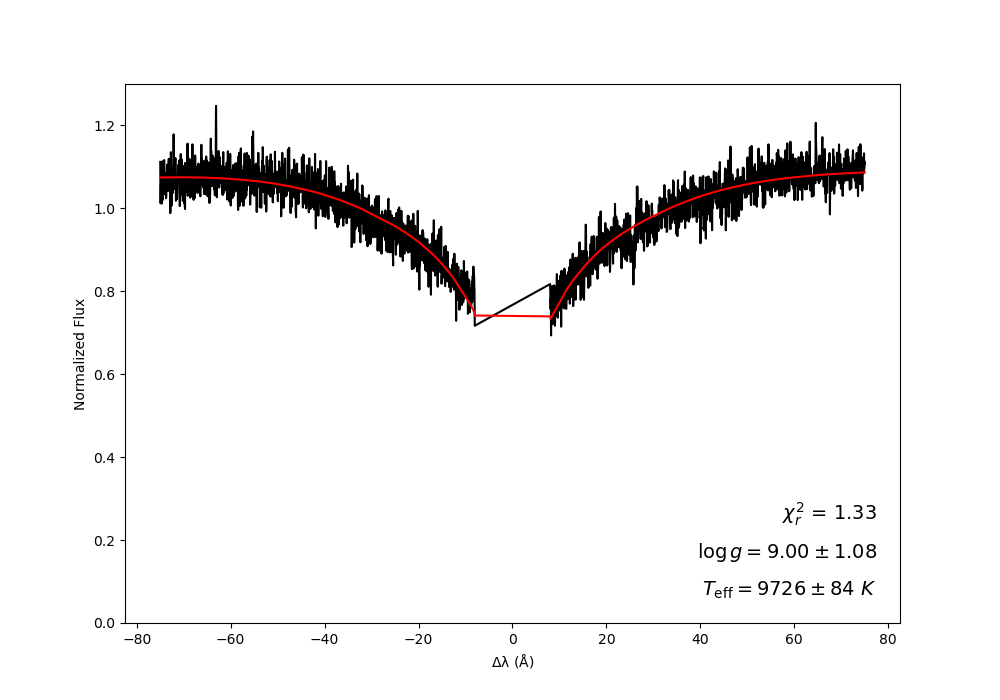 1.2
1.0
0.8
0.6
0.4
0.2
0.0
Normalized Flux
χ²ᵣ = 1.33
log g = 9.00 ± 1.08
T_eff = 9726 ± 84 K
−80 −60 −40 −20 0 20 40 60 80
Δλ (Å)